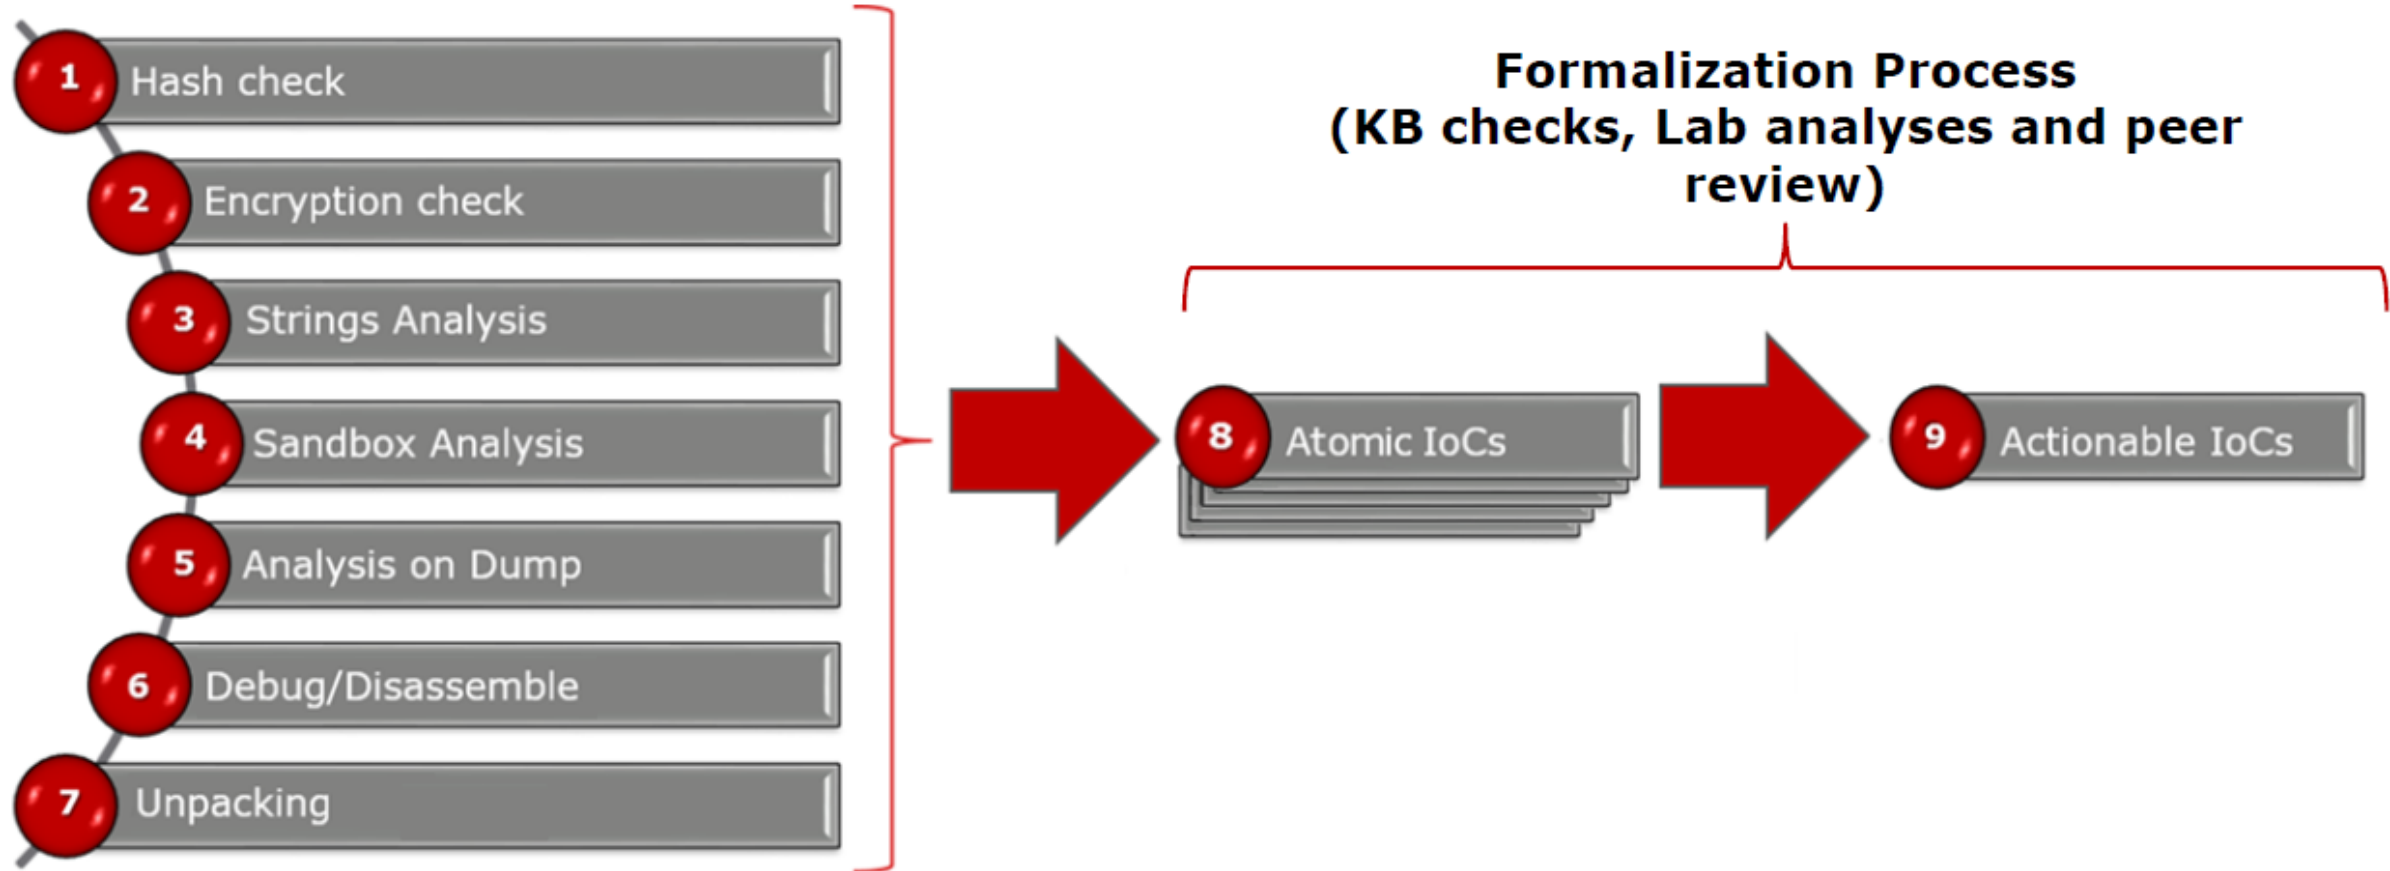 1 Hash check
2 Encryption check
3 Strings Analysis
4 Sandbox Analysis
5 Analysis on Dump
6 Debug/Disassemble
7 Unpacking
Formalization Process
(KB checks, Lab analyses and peer
review)
8 Atomic IoCs
9 Actionable IoCs